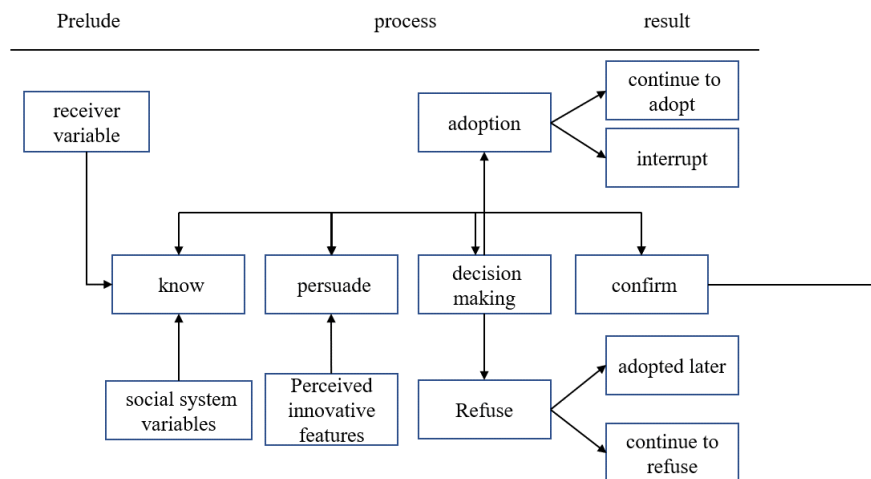 Prelude
process
result
receiver
variable
adoption
continue to
adopt
interrupt
know
persuade
decision
making
confirm
social system
variables
Perceived
innovative
features
Refuse
adopted later
continue to
refuse